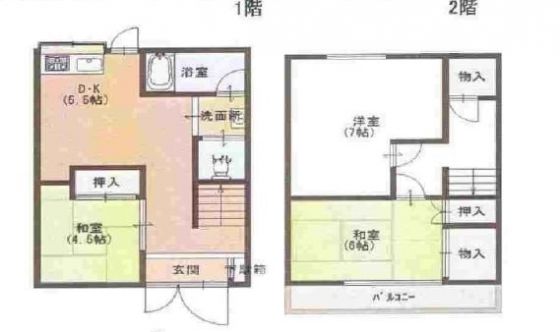 1階
2階
浴室
D・K
(5.5帖)
洗面所
トイレ
押入
和室
(4.5帖)
玄関
下駄箱
物入
洋室
(7帖)
押入
和室
(6帖)
物入
バルコニー